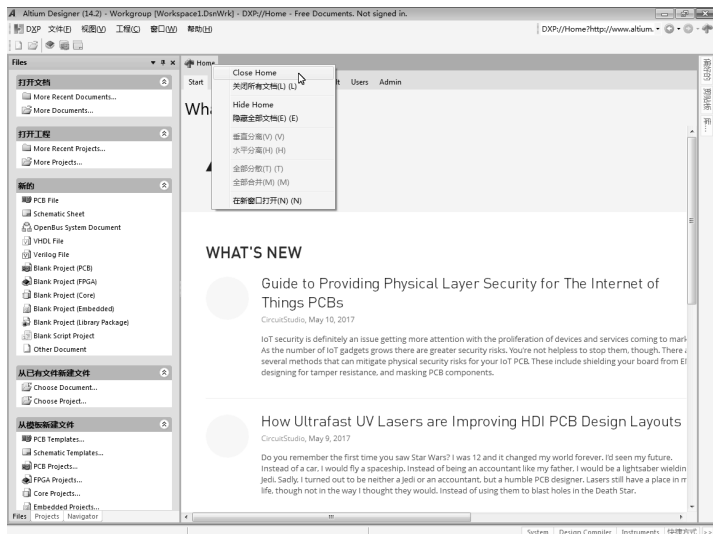 Altium Designer (14.2) - Workgroup [Workspace1.DsnWrk] - DXP://Home - Free Documents. Not signed in.
DXP 文件(F) 视图(V) 工程(C) 窗口(W) 帮助(H)
DXP://Home?http://www.altium.
Files
打开文档
More Recent Documents...
More Documents...
打开工程
More Recent Projects...
More Projects...
新的
PCB File
Schematic Sheet
OpenBus System Document
VHDL File
Verilog File
Blank Project (PCB)
Blank Project (FPGA)
Blank Project (Core)
Blank Project (Embedded)
Blank Project (Library Package)
Blank Script Project
Other Document
从已有文件新建文件
Choose Document...
Choose Project...
从模板新建文件
PCB Templates...
Schematic Templates...
PCB Projects...
FPGA Projects...
Core Projects...
Embedded Projects...
Files Projects Navigator
Home
Start
Users Admin
Close Home
关闭所有文档(L) (L)
Hide Home
隐藏全部文档(E) (E)
垂直分离(V) (V)
水平分离(H) (H)
全部分散(T) (T)
全部合并(M) (M)
在新窗口打开(N) (N)
WHAT'S NEW
Guide to Providing Physical Layer Security for The Internet of
Things PCBs
CircuitStudio, May 10, 2017
IoT security is definitely an issue getting more attention with the proliferation of devices and services coming to mark
As the number of IoT gadgets grows there are greater security risks. You're not helpless to stop them, though. There
several methods that can mitigate physical security risks for your IoT PCB. These include shielding your board from
designing for tamper resistance, and masking PCB components.
How Ultrafast UV Lasers are Improving HDI PCB Design Layouts
CircuitStudio, May 9, 2017
Do you remember the first time you saw Star Wars? I was 12 and it changed my world forever. I'd seen my future.
Instead of a car, I would fly a spaceship. Instead of being an accountant like my father, I would be a lightsaber wieldin
Jedi. Sadly, I turned out to be neither a Jedi or an accountant, but a humble PCB designer. Lasers still have a place in m
life, though not in the way I thought they would. Instead of using them to blast holes in the Death Star.
System Design Compiler Instruments 快捷方式 >>